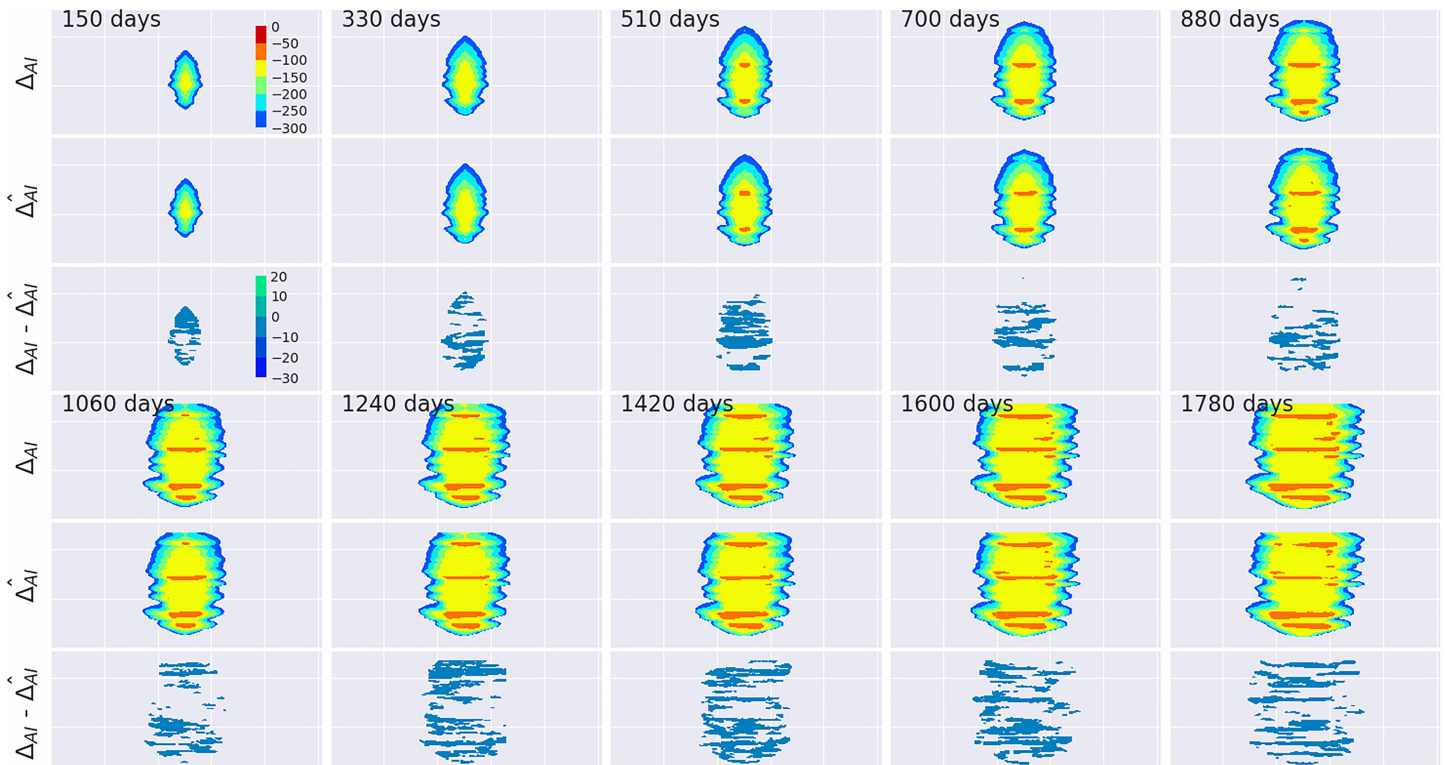 150 days 330 days 510 days 700 days 880 days
Δ_AI
0
−50
−100
−150
−200
−250
−300
Δ̂_AI
Δ_AI - Δ̂_AI
20
10
0
−10
−20
−30
1060 days 1240 days 1420 days 1600 days 1780 days
Δ_AI
Δ̂_AI
Δ_AI - Δ̂_AI